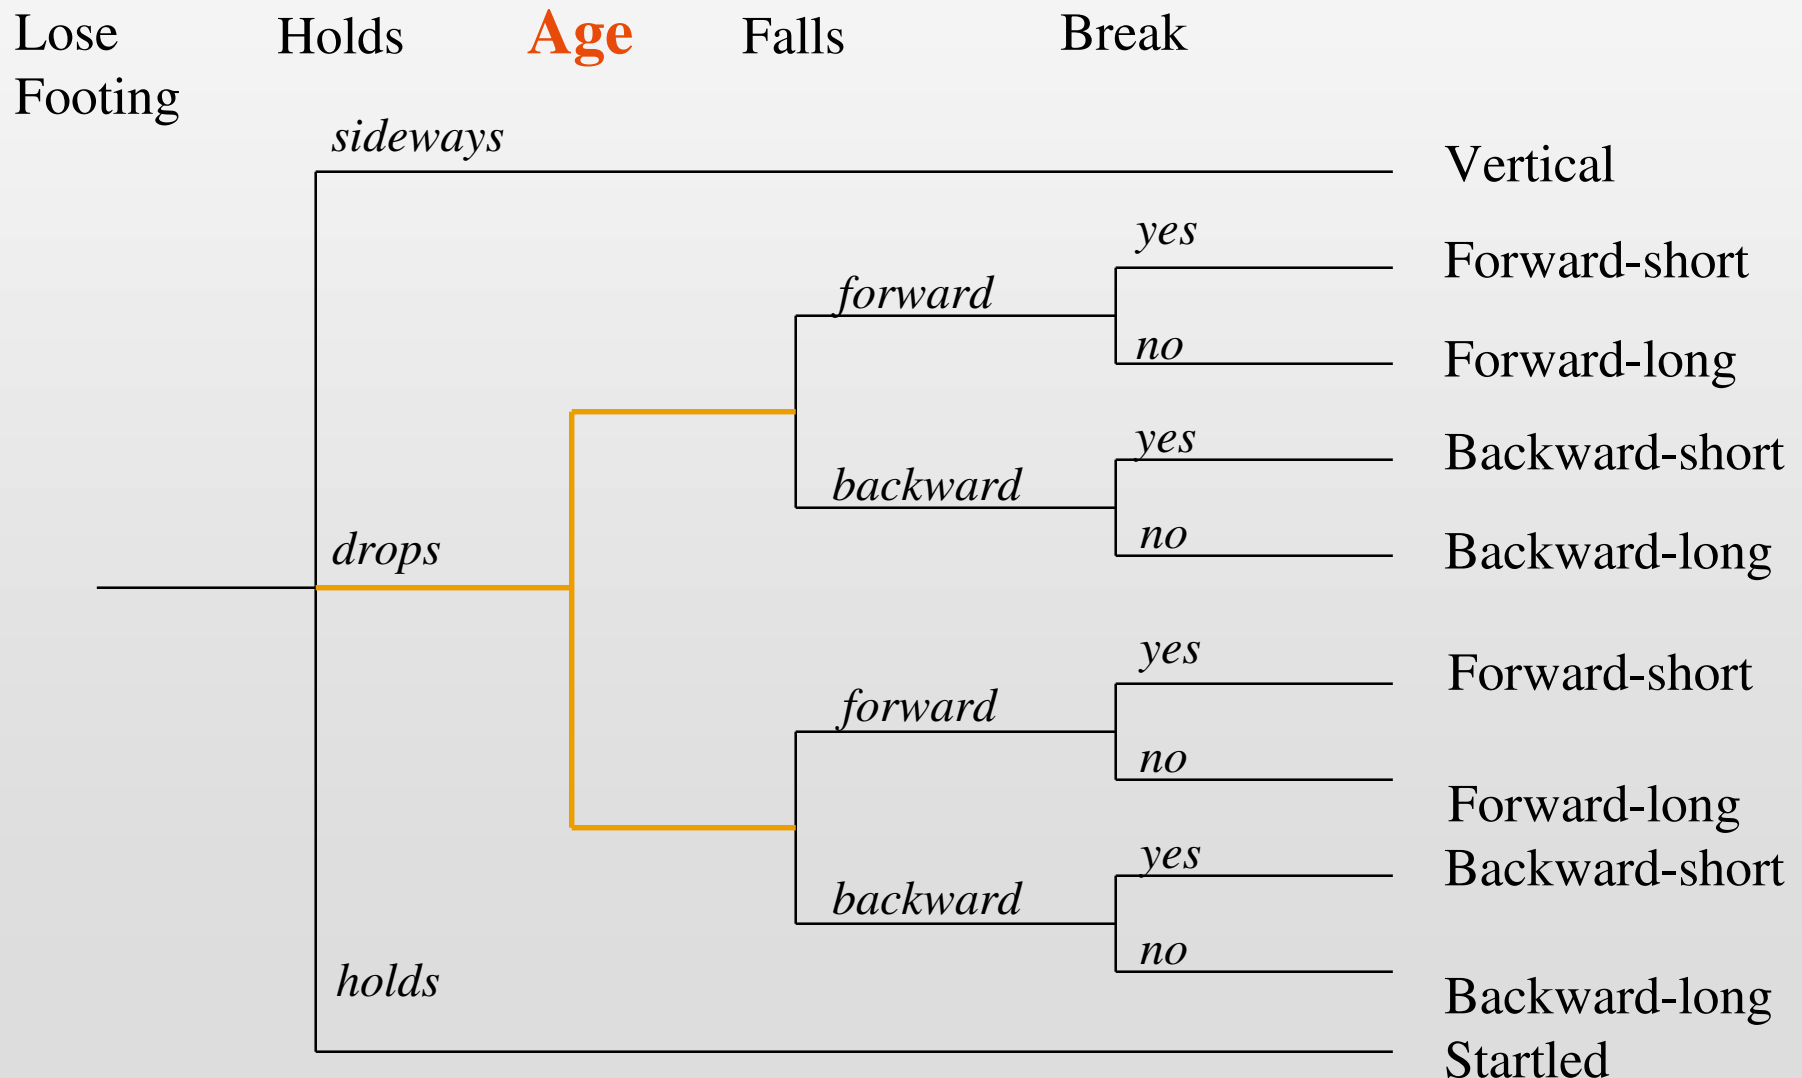 Lose
Footing
Holds
Age
Falls
Break
sideways
Vertical
yes
Forward-short
forward
no
Forward-long
yes
Backward-short
backward
no
Backward-long
drops
yes
Forward-short
forward
no
Forward-long
yes
Backward-short
backward
no
Backward-long
holds
Startled